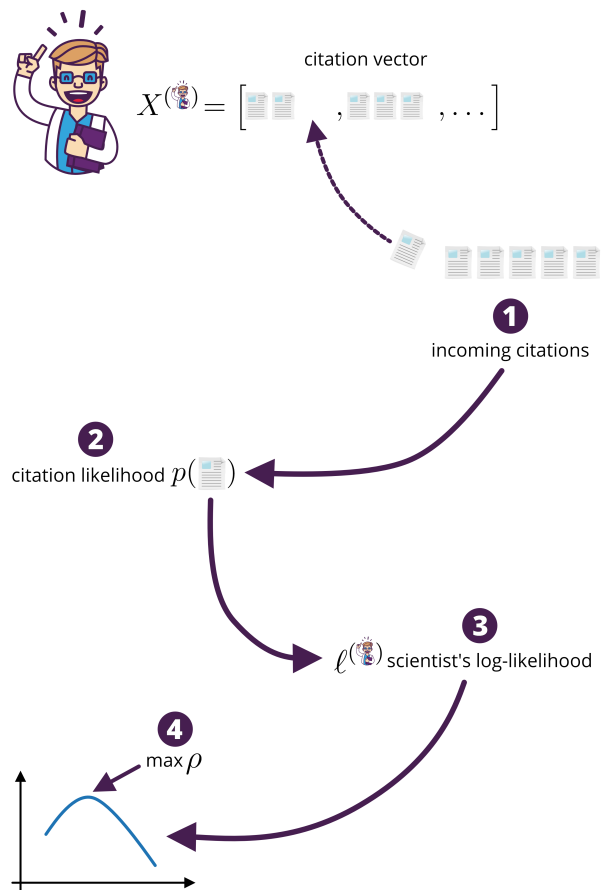 citation vector
X^( ) = [ , , ...]
1
incoming citations
2
citation likelihood p( )
3
ℓ^( ) scientist's log-likelihood
4
max ρ